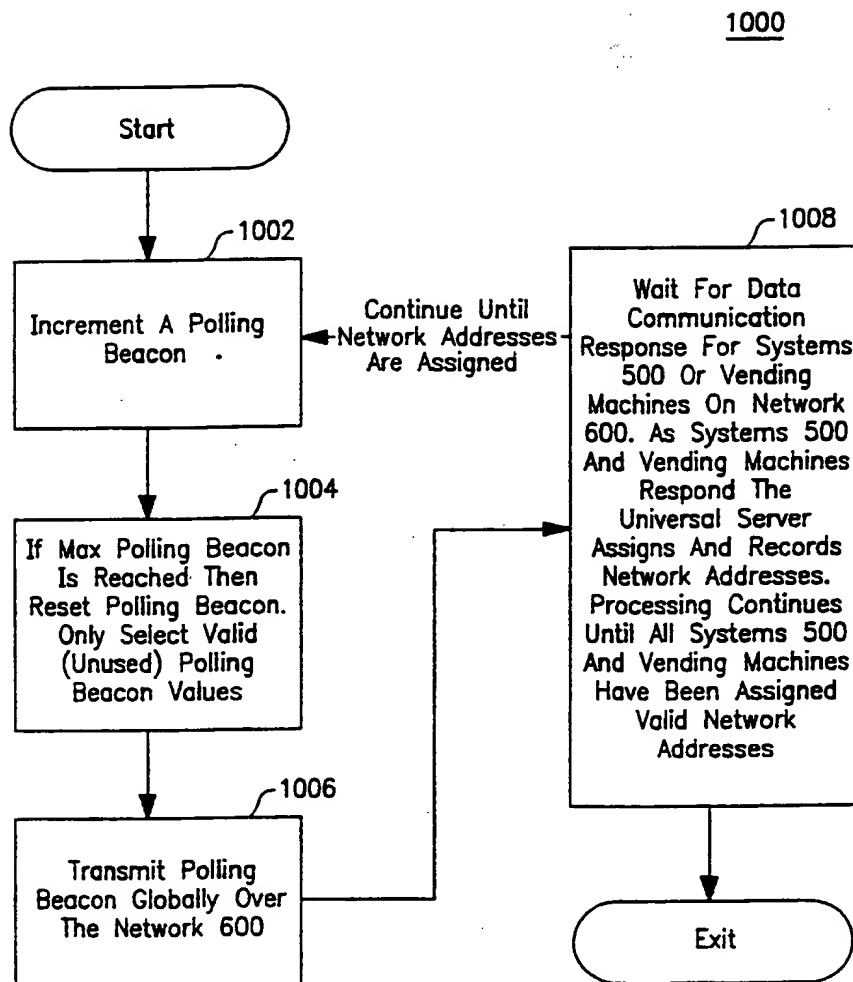 1000
Start
1002
Increment A Polling
Beacon
1004
If Max Polling Beacon
Is Reached Then
Reset Polling Beacon.
Only Select Valid
(Unused) Polling
Beacon Values
1006
Transmit Polling
Beacon Globally Over
The Network 600
Continue Until
Network Addresses
Are Assigned
1008
Wait For Data
Communication
Response For Systems
500 Or Vending
Machines On Network
600. As Systems 500
And Vending Machines
Respond The
Universal Server
Assigns And Records
Network Addresses.
Processing Continues
Until All Systems 500
And Vending Machines
Have Been Assigned
Valid Network
Addresses
Exit